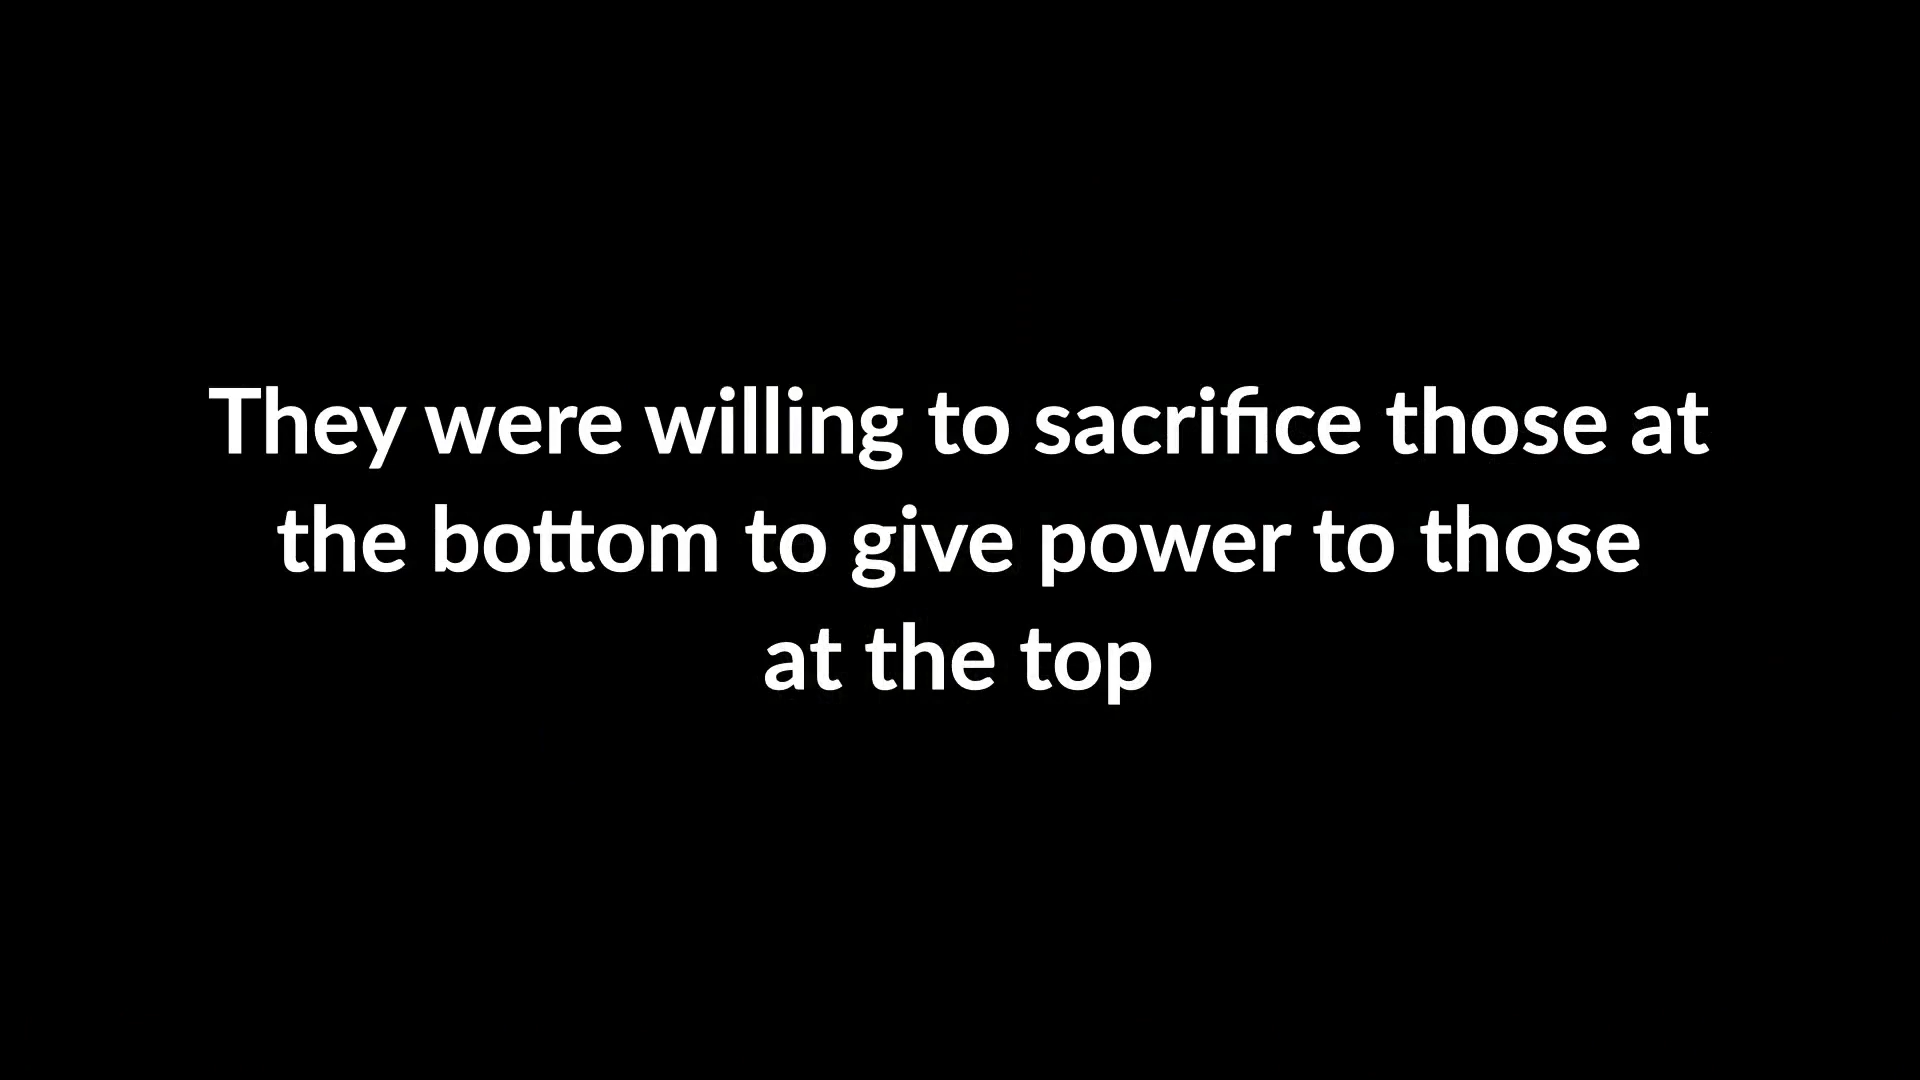 They were willing to sacrifice those at
the bottom to give power to those
at the top